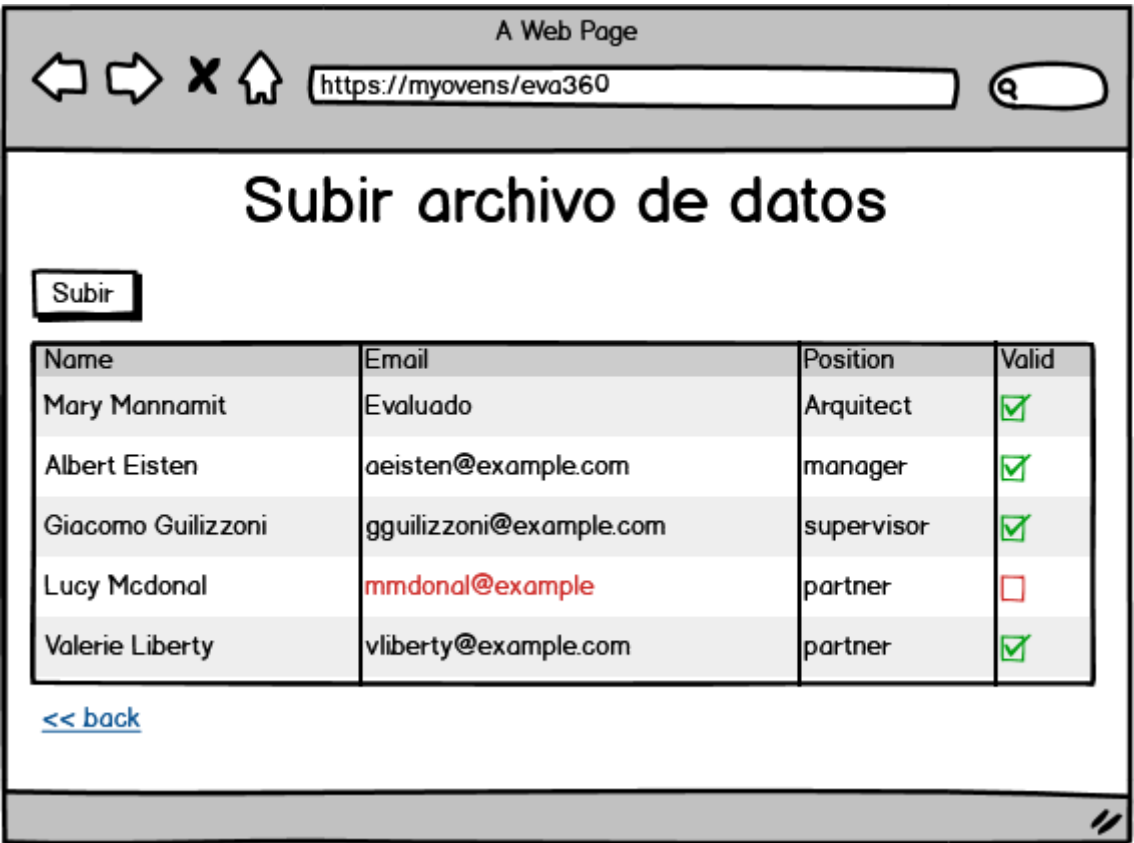 A Web Page
https://myovens/eva360
Subir archivo de datos
Subir
Name Email Position Valid
Mary Mannamit Evaluado Arquitect
Albert Eisten aeisten@example.com manager
Giacomo Guilizzoni gguilizzoni@example.com supervisor
Lucy Mcdonal mmdonal@example partner
Valerie Liberty vliberty@example.com partner
<< back